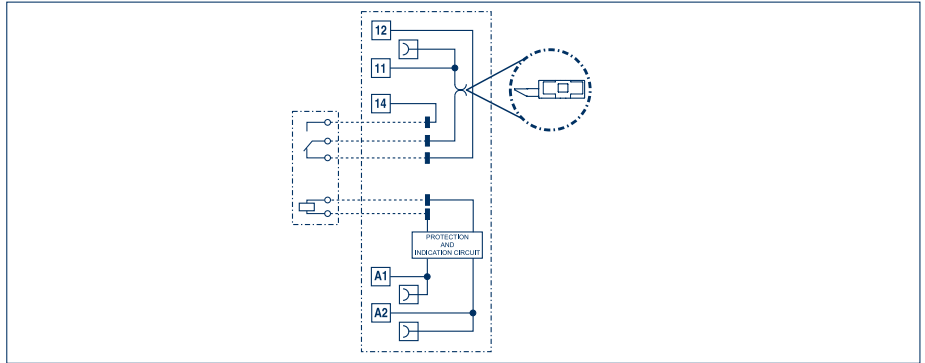 12
11
14
PROTECTION
AND
INDICATION CIRCUIT
A1
A2